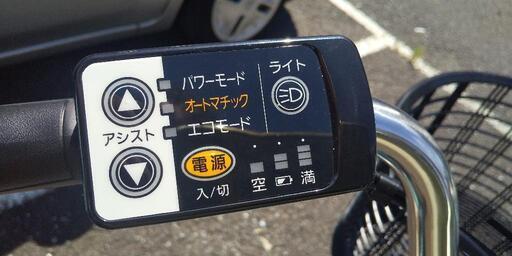 パワーモード
オートマチック
エコモード
アシスト
ライト
電源
入/切
空 満